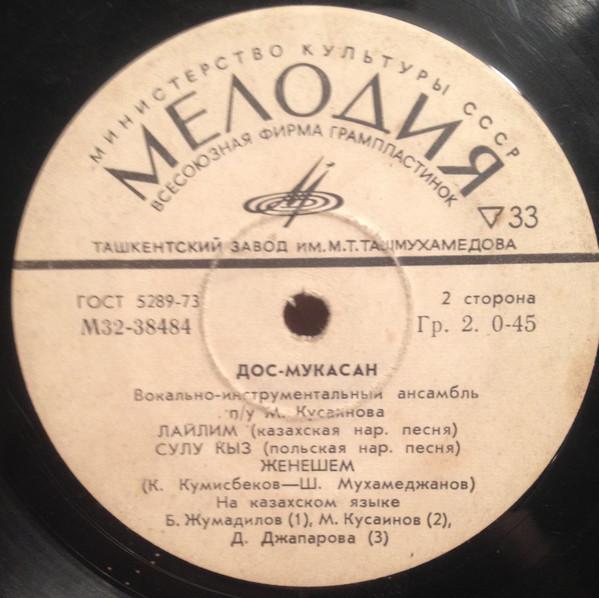 МИНИСТЕРСТВО КУЛЬТУРЫ СССР
МЕЛОДИЯ
ВСЕСОЮЗНАЯ ФИРМА ГРАМПЛАСТИНОК
33
ТАШКЕНТСКИЙ ЗАВОД ИМ. М.Т. ТАШМУХАМЕДОВА
ГОСТ 5289-73
2 сторона
М32-38484
Гр. 2. 0-45
ДОС-МУКАСАН
Вокально-инструментальный ансамбль
п/у М. Кусаинова
ЛАЙЛИМ (казахская нар. песня)
СУЛУ КЫЗ (польская нар. песня)
ЖЕНЕШЕМ
(К. Кумисбеков—Ш. Мухамеджанов)
На казахском языке
Б. Жумадилов (1), М. Кусаинов (2),
Д. Джапарова (3)